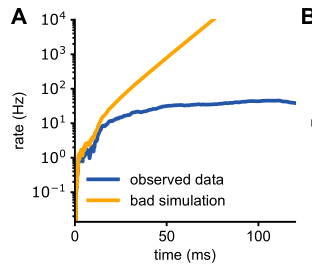 A
B
rate (Hz)
10⁴
10³
10²
10¹
10⁰
10⁻¹
observed data
bad simulation
0
50
100
time (ms)